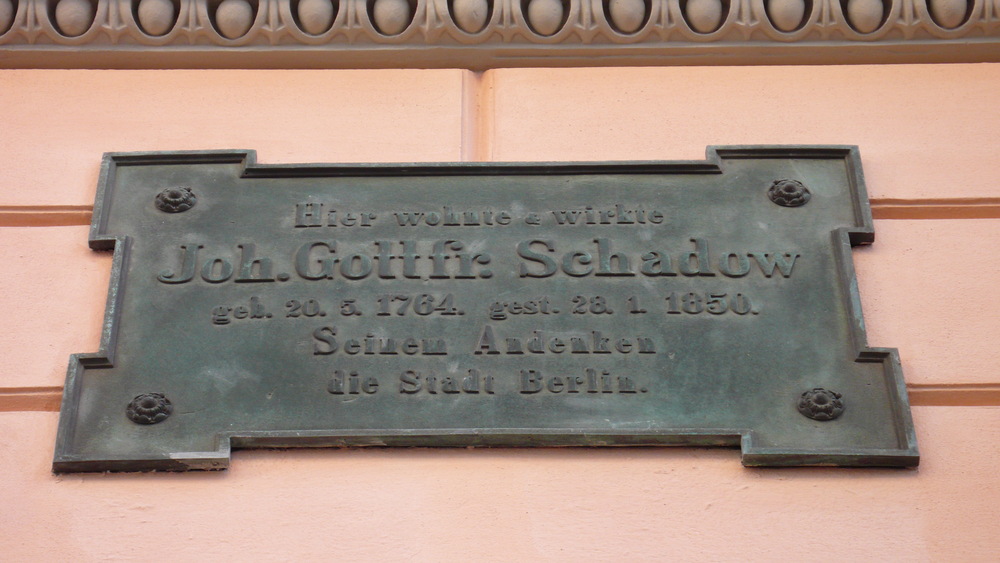 Hier wohnte & wirkte
Joh. Gottfr. Schadow
geb. 20. 5. 1764. gest. 28. 1. 1850.
Seinem Andenken
die Stadt Berlin.